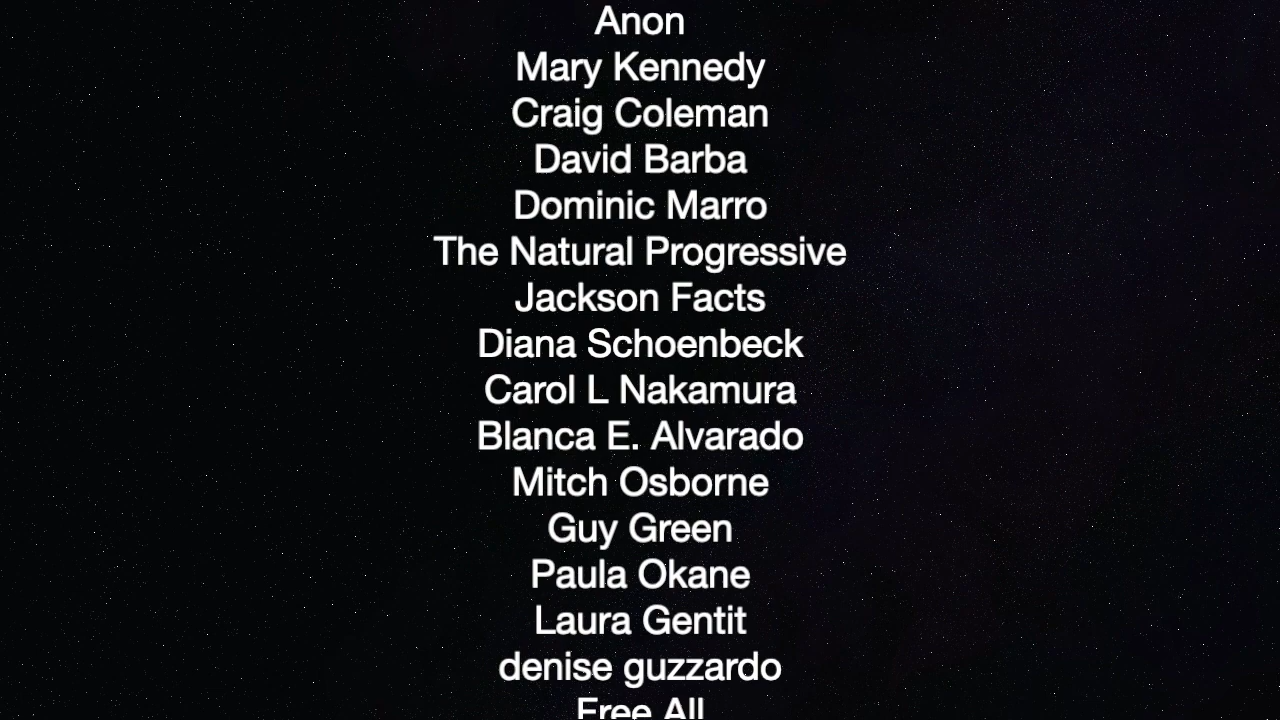 Anon
Mary Kennedy
Craig Coleman
David Barba
Dominic Marro
The Natural Progressive
Jackson Facts
Diana Schoenbeck
Carol L Nakamura
Blanca E. Alvarado
Mitch Osborne
Guy Green
Paula Okane
Laura Gentit
denise guzzardo
Free All